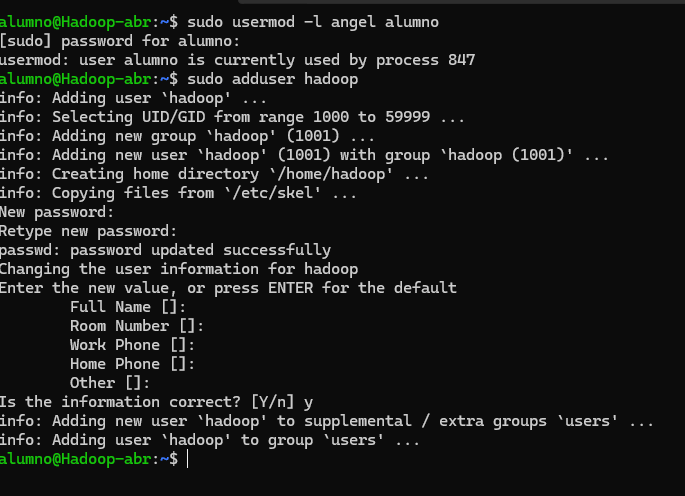 alumno@Hadoop-abr:~$ sudo usermod -l angel alumno
[sudo] password for alumno:
usermod: user alumno is currently used by process 847
alumno@Hadoop-abr:~$ sudo adduser hadoop
info: Adding user `hadoop' ...
info: Selecting UID/GID from range 1000 to 59999 ...
info: Adding new group `hadoop' (1001) ...
info: Adding new user `hadoop' (1001) with group `hadoop (1001)' ...
info: Creating home directory `/home/hadoop' ...
info: Copying files from `/etc/skel' ...
New password:
Retype new password:
passwd: password updated successfully
Changing the user information for hadoop
Enter the new value, or press ENTER for the default
        Full Name []:
        Room Number []:
        Work Phone []:
        Home Phone []:
        Other []:
Is the information correct? [Y/n] y
info: Adding new user `hadoop' to supplemental / extra groups `users' ...
info: Adding user `hadoop' to group `users' ...
alumno@Hadoop-abr:~$